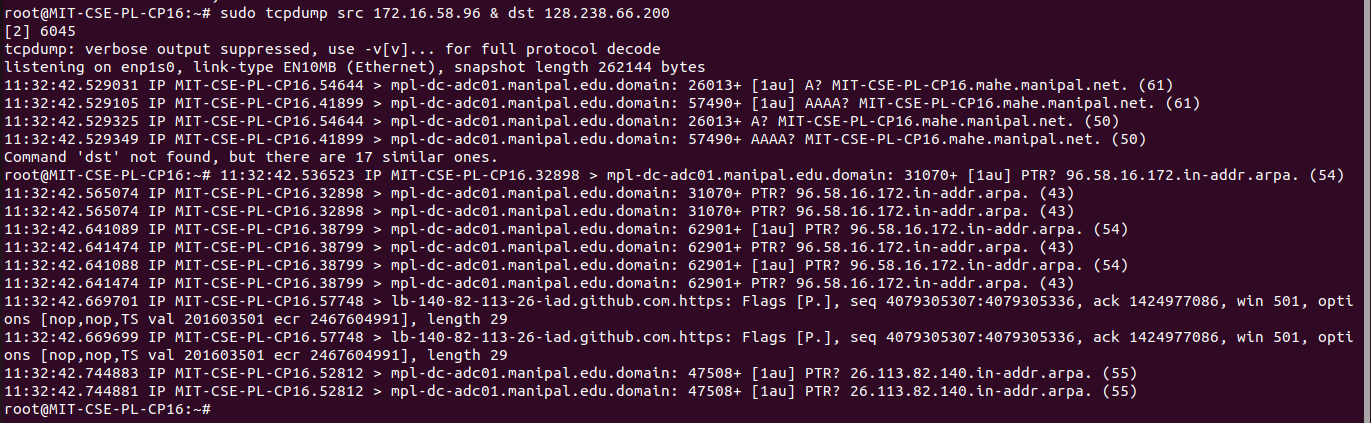 root@MIT-CSE-PL-CP16:~# sudo tcpdump src 172.16.58.96 & dst 128.238.66.200
[2] 6045
tcpdump: verbose output suppressed, use -v[v]... for full protocol decode
listening on enp1s0, link-type EN10MB (Ethernet), snapshot length 262144 bytes
11:32:42.529031 IP MIT-CSE-PL-CP16.54644 > mpl-dc-adc01.manipal.edu.domain: 26013+ [1au] A? MIT-CSE-PL-CP16.mahe.manipal.net. (61)
11:32:42.529105 IP MIT-CSE-PL-CP16.41899 > mpl-dc-adc01.manipal.edu.domain: 57490+ [1au] AAAA? MIT-CSE-PL-CP16.mahe.manipal.net. (61)
11:32:42.529325 IP MIT-CSE-PL-CP16.54644 > mpl-dc-adc01.manipal.edu.domain: 26013+ A? MIT-CSE-PL-CP16.mahe.manipal.net. (50)
11:32:42.529349 IP MIT-CSE-PL-CP16.41899 > mpl-dc-adc01.manipal.edu.domain: 57490+ AAAA? MIT-CSE-PL-CP16.mahe.manipal.net. (50)
Command 'dst' not found, but there are 17 similar ones.
root@MIT-CSE-PL-CP16:~# 11:32:42.536523 IP MIT-CSE-PL-CP16.32898 > mpl-dc-adc01.manipal.edu.domain: 31070+ [1au] PTR? 96.58.16.172.in-addr.arpa. (54)
11:32:42.565074 IP MIT-CSE-PL-CP16.32898 > mpl-dc-adc01.manipal.edu.domain: 31070+ PTR? 96.58.16.172.in-addr.arpa. (43)
11:32:42.565074 IP MIT-CSE-PL-CP16.32898 > mpl-dc-adc01.manipal.edu.domain: 31070+ PTR? 96.58.16.172.in-addr.arpa. (43)
11:32:42.641089 IP MIT-CSE-PL-CP16.38799 > mpl-dc-adc01.manipal.edu.domain: 62901+ [1au] PTR? 96.58.16.172.in-addr.arpa. (54)
11:32:42.641474 IP MIT-CSE-PL-CP16.38799 > mpl-dc-adc01.manipal.edu.domain: 62901+ PTR? 96.58.16.172.in-addr.arpa. (43)
11:32:42.641088 IP MIT-CSE-PL-CP16.38799 > mpl-dc-adc01.manipal.edu.domain: 62901+ [1au] PTR? 96.58.16.172.in-addr.arpa. (54)
11:32:42.641474 IP MIT-CSE-PL-CP16.38799 > mpl-dc-adc01.manipal.edu.domain: 62901+ PTR? 96.58.16.172.in-addr.arpa. (43)
11:32:42.669701 IP MIT-CSE-PL-CP16.57748 > lb-140-82-113-26-iad.github.com.https: Flags [P.], seq 4079305307:4079305336, ack 1424977086, win 501, opti
ons [nop,nop,TS val 201603501 ecr 2467604991], length 29
11:32:42.669699 IP MIT-CSE-PL-CP16.57748 > lb-140-82-113-26-iad.github.com.https: Flags [P.], seq 4079305307:4079305336, ack 1424977086, win 501, opti
ons [nop,nop,TS val 201603501 ecr 2467604991], length 29
11:32:42.744883 IP MIT-CSE-PL-CP16.52812 > mpl-dc-adc01.manipal.edu.domain: 47508+ [1au] PTR? 26.113.82.140.in-addr.arpa. (55)
11:32:42.744881 IP MIT-CSE-PL-CP16.52812 > mpl-dc-adc01.manipal.edu.domain: 47508+ [1au] PTR? 26.113.82.140.in-addr.arpa. (55)
root@MIT-CSE-PL-CP16:~#